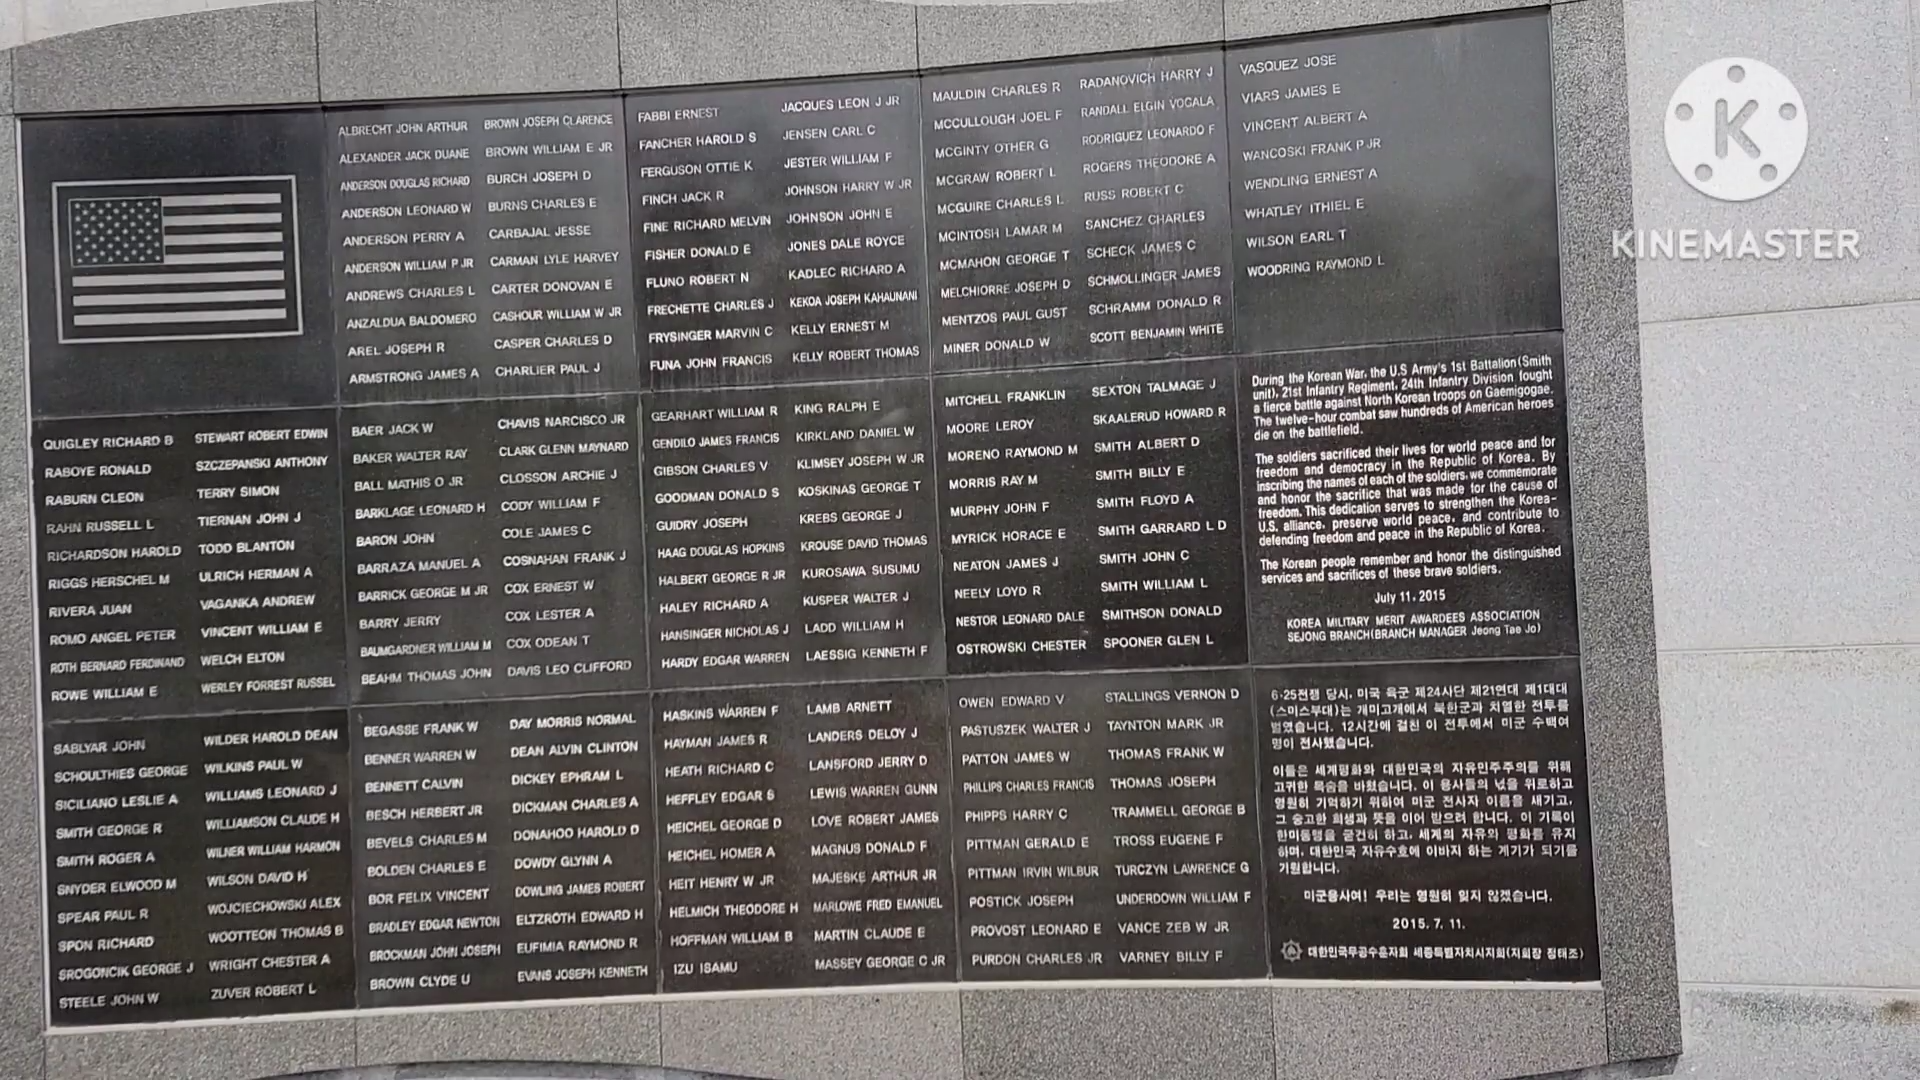 ALBRECHT JOHN ARTHUR
ALEXANDER JACK DUANE
ANDERSON DOUGLAS RICHARD
ANDERSON LEONARD W
ANDERSON PERRY A
ANDERSON WILLIAM P JR
ANDREWS CHARLES L
ANZALDUA BALDOMERO
AREL JOSEPH R
ARMSTRONG JAMES A
BROWN JOSEPH CLARENCE
BROWN WILLIAM E JR
BURCH JOSEPH D
BURNS CHARLES E
CARBAJAL JESSE
CARMAN LYLE HARVEY
CARTER DONOVAN E
CASHOUR WILLIAM W JR
CASPER CHARLES D
CHARLIER PAUL J
FABBI ERNEST
FANCHER HAROLD S
FERGUSON OTTIE K
FINCH JACK R
FINE RICHARD MELVIN
FISHER DONALD E
FLUNO ROBERT N
FRECHETTE CHARLES J
FRYSINGER MARVIN C
FUNA JOHN FRANCIS
JACQUES LEON J JR
JENSEN CARL C
JESTER WILLIAM F
JOHNSON HARRY W JR
JOHNSON JOHN E
JONES DALE ROYCE
KADLEC RICHARD A
KEKOA JOSEPH KAHAUNANI
KELLY ERNEST M
KELLY ROBERT THOMAS
MAULDIN CHARLES R
MCCULLOUGH JOEL F
MCGINTY OTHER G
MCGRAW ROBERT L
MCGUIRE CHARLES L
MCINTOSH LAMAR M
MCMAHON GEORGE T
MELCHIORRE JOSEPH D
MENTZOS PAUL GUST
MINER DONALD W
RADANOVICH HARRY J
RANDALL ELGIN VOGALA
RODRIGUEZ LEONARDO F
ROGERS THEODORE A
RUSS ROBERT C
SANCHEZ CHARLES
SCHECK JAMES C
SCHMOLLINGER JAMES
SCHRAMM DONALD R
SCOTT BENJAMIN WHITE
VASQUEZ JOSE
VIARS JAMES E
VINCENT ALBERT A
WANCOSKI FRANK P JR
WENDLING ERNEST A
WHATLEY ITHIEL E
WILSON EARL T
WOODRING RAYMOND L
QUIGLEY RICHARD B
RABOYE RONALD
RABURN CLEON
RAHN RUSSELL L
RICHARDSON HAROLD
RIGGS HERSCHEL M
RIVERA JUAN
ROMO ANGEL PETER
ROTH BERNARD FERDINAND
ROWE WILLIAM E
STEWART ROBERT EDWIN
SZCZEPANSKI ANTHONY
TERRY SIMON
TIERNAN JOHN J
TODD BLANTON
ULRICH HERMAN A
VAGANKA ANDREW
VINCENT WILLIAM E
WELCH ELTON
WERLEY FORREST RUSSEL
BAER JACK W
BAKER WALTER RAY
BALL MATHIS O JR
BARKLAGE LEONARD H
BARON JOHN
BARRAZA MANUEL A
BARRICK GEORGE M JR
BARRY JERRY
BAUMGARDNER WILLIAM M
BEAHM THOMAS JOHN
CHAVIS NARCISCO JR
CLARK GLENN MAYNARD
CLOSSON ARCHIE J
CODY WILLIAM F
COLE JAMES C
COSNAHAN FRANK J
COX ERNEST W
COX LESTER A
COX ODEAN T
DAVIS LEO CLIFFORD
GEARHART WILLIAM R
GENDILO JAMES FRANCIS
GIBSON CHARLES V
GOODMAN DONALD S
GUIDRY JOSEPH
HAAG DOUGLAS HOPKINS
HALBERT GEORGE R JR
HALEY RICHARD A
HANSINGER NICHOLAS J
HARDY EDGAR WARREN
KING RALPH E
KIRKLAND DANIEL W
KLIMSEY JOSEPH W JR
KOSKINAS GEORGE T
KREBS GEORGE J
KROUSE DAVID THOMAS
KUROSAWA SUSUMU
KUSPER WALTER J
LADD WILLIAM H
LAESSIG KENNETH F
MITCHELL FRANKLIN
MOORE LEROY
MORENO RAYMOND M
MORRIS RAY M
MURPHY JOHN F
MYRICK HORACE E
NEATON JAMES J
NEELY LOYD R
NESTOR LEONARD DALE
OSTROWSKI CHESTER
SEXTON TALMAGE J
SKAALERUD HOWARD R
SMITH ALBERT D
SMITH BILLY E
SMITH FLOYD A
SMITH GARRARD L D
SMITH JOHN C
SMITH WILLIAM L
SMITHSON DONALD
SPOONER GLEN L
During the Korean War, the U.S Army's 1st Battalion(Smith
unit), 21st Infantry Regiment, 24th Infantry Division fought
a fierce battle against North Korean troops on Gaemigogae.
The twelve-hour combat saw hundreds of American heroes
die on the battlefield.
The soldiers sacrificed their lives for world peace and for
freedom and democracy in the Republic of Korea. By
inscribing the names of each of the soldiers, we commemorate
and honor the sacrifice that was made for the cause of
freedom. This dedication serves to strengthen the Korea-
U.S. alliance, preserve world peace, and contribute to
defending freedom and peace in the Republic of Korea.
The Korean people remember and honor the distinguished
services and sacrifices of these brave soldiers.
July 11, 2015
KOREA MILITARY MERIT AWARDEES ASSOCIATION
SEJONG BRANCH(BRANCH MANAGER Jeong Tae Jo)
SABLYAR JOHN
SCHOULTHIES GEORGE
SICILIANO LESLIE A
SMITH GEORGE R
SMITH ROGER A
SNYDER ELWOOD M
SPEAR PAUL R
SPON RICHARD
SROGONCIK GEORGE J
STEELE JOHN W
WILDER HAROLD DEAN
WILKINS PAUL W
WILLIAMS LEONARD J
WILLIAMSON CLAUDE H
WILNER WILLIAM HARMON
WILSON DAVID H
WOJCIECHOWSKI ALEX
WOOTTEON THOMAS B
WRIGHT CHESTER A
ZUVER ROBERT L
BEGASSE FRANK W
BENNER WARREN W
BENNETT CALVIN
BESCH HERBERT JR
BEVELS CHARLES M
BOLDEN CHARLES E
BOR FELIX VINCENT
BRADLEY EDGAR NEWTON
BROCKMAN JOHN JOSEPH
BROWN CLYDE U
DAY MORRIS NORMAL
DEAN ALVIN CLINTON
DICKEY EPHRAM L
DICKMAN CHARLES A
DONAHOO HAROLD D
DOWDY GLYNN A
DOWLING JAMES ROBERT
ELTZROTH EDWARD H
EUFIMIA RAYMOND R
EVANS JOSEPH KENNETH
HASKINS WARREN F
HAYMAN JAMES R
HEATH RICHARD C
HEFFLEY EDGAR S
HEICHEL GEORGE D
HEICHEL HOMER A
HEIT HENRY W JR
HELMICH THEODORE H
HOFFMAN WILLIAM B
IZU ISAMU
LAMB ARNETT
LANDERS DELOY J
LANSFORD JERRY D
LEWIS WARREN GUNN
LOVE ROBERT JAMES
MAGNUS DONALD F
MAJESKE ARTHUR JR
MARLOWE FRED EMANUEL
MARTIN CLAUDE E
MASSEY GEORGE C JR
OWEN EDWARD V
PASTUSZEK WALTER J
PATTON JAMES W
PHILLIPS CHARLES FRANCIS
PHIPPS HARRY C
PITTMAN GERALD E
PITTMAN IRVIN WILBUR
POSTICK JOSEPH
PROVOST LEONARD E
PURDON CHARLES JR
STALLINGS VERNON D
TAYNTON MARK JR
THOMAS FRANK W
THOMAS JOSEPH
TRAMMELL GEORGE B
TROSS EUGENE F
TURCZYN LAWRENCE G
UNDERDOWN WILLIAM F
VANCE ZEB W JR
VARNEY BILLY F
6·25전쟁 당시, 미국 육군 제24사단 제21연대 제1대대
(스미스부대)는 개미고개에서 북한군과 치열한 전투를
벌였습니다. 12시간에 걸친 이 전투에서 미군 수백여
명이 전사했습니다.
이들은 세계평화와 대한민국의 자유민주주의를 위해
고귀한 목숨을 바쳤습니다. 이 용사들의 넋을 위로하고
영원히 기억하기 위하여 미군 전사자 이름을 새기고,
그 숭고한 희생과 뜻을 이어 받으려 합니다. 이 기록이
한미동맹을 굳건히 하고, 세계의 자유와 평화를 유지
하며, 대한민국 자유수호에 이바지 하는 계기가 되기를
기원합니다.
미군용사여! 우리는 영원히 잊지 않겠습니다.
2015. 7. 11.
대한민국무공수훈자회 세종특별자치시지회(지회장 정태조)
K
KINEMASTER